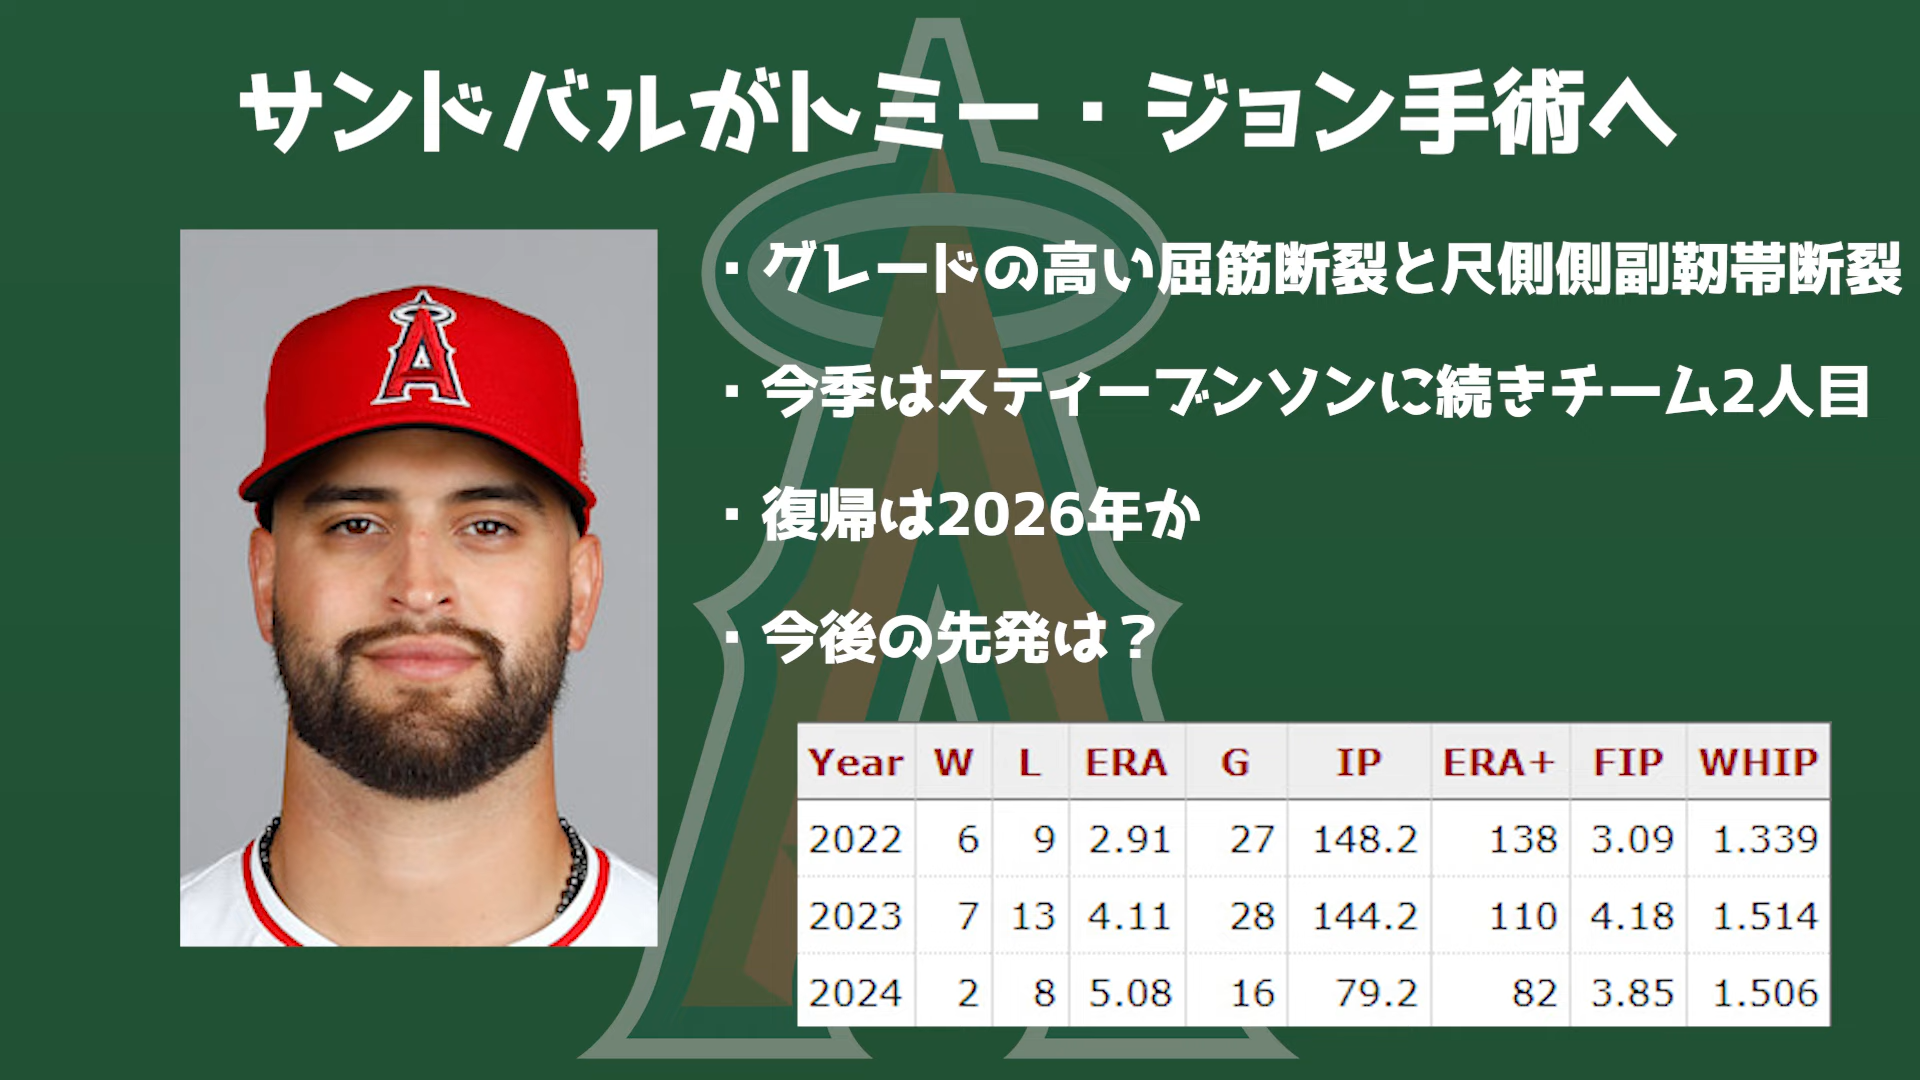 サンドバルがトミー・ジョン手術へ
・グレードの高い屈筋断裂と尺側側副靭帯断裂
・今季はスティーブンソンに続きチーム2人目
・復帰は2026年か
・今後の先発は？
Year W L ERA G IP ERA+ FIP WHIP
2022 6 9 2.91 27 148.2 138 3.09 1.339
2023 7 13 4.11 28 144.2 110 4.18 1.514
2024 2 8 5.08 16 79.2 82 3.85 1.506